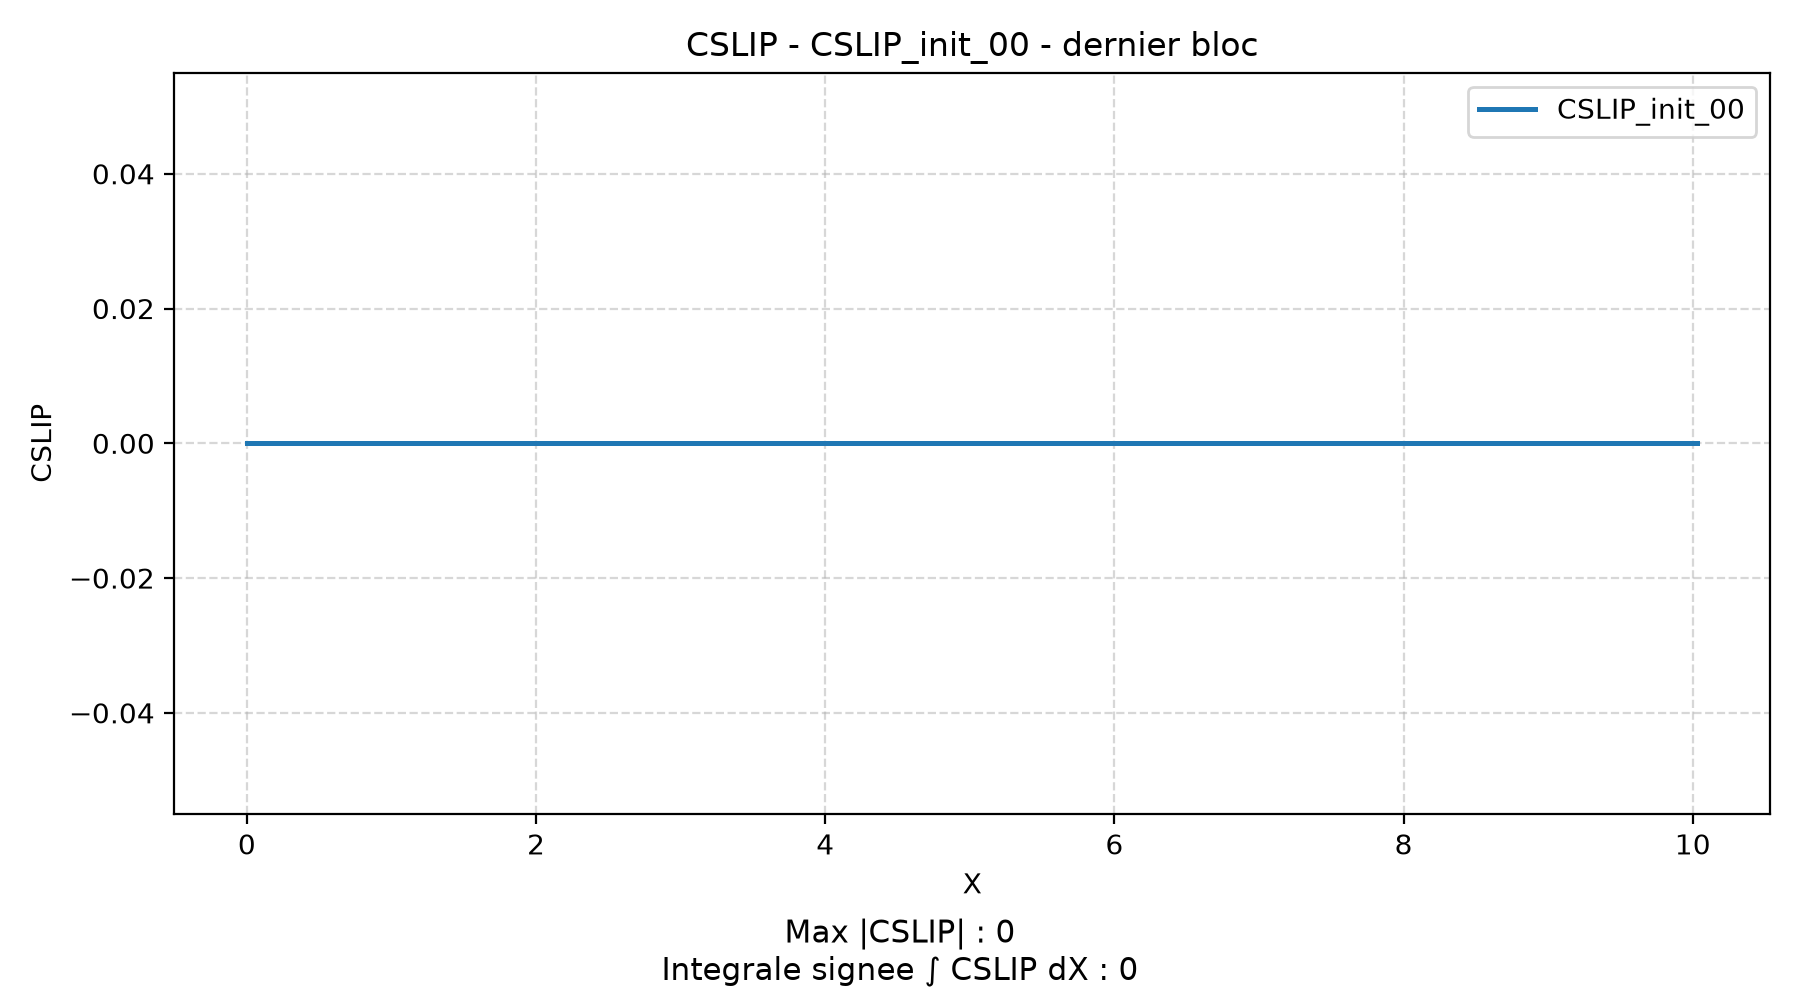 CSLIP - CSLIP_init_00 - dernier bloc
CSLIP_init_00
0.04
0.02
0.00
−0.02
−0.04
CSLIP
0 2 4 6 8 10
X
Max |CSLIP| : 0
Integrale signee ∫ CSLIP dX : 0